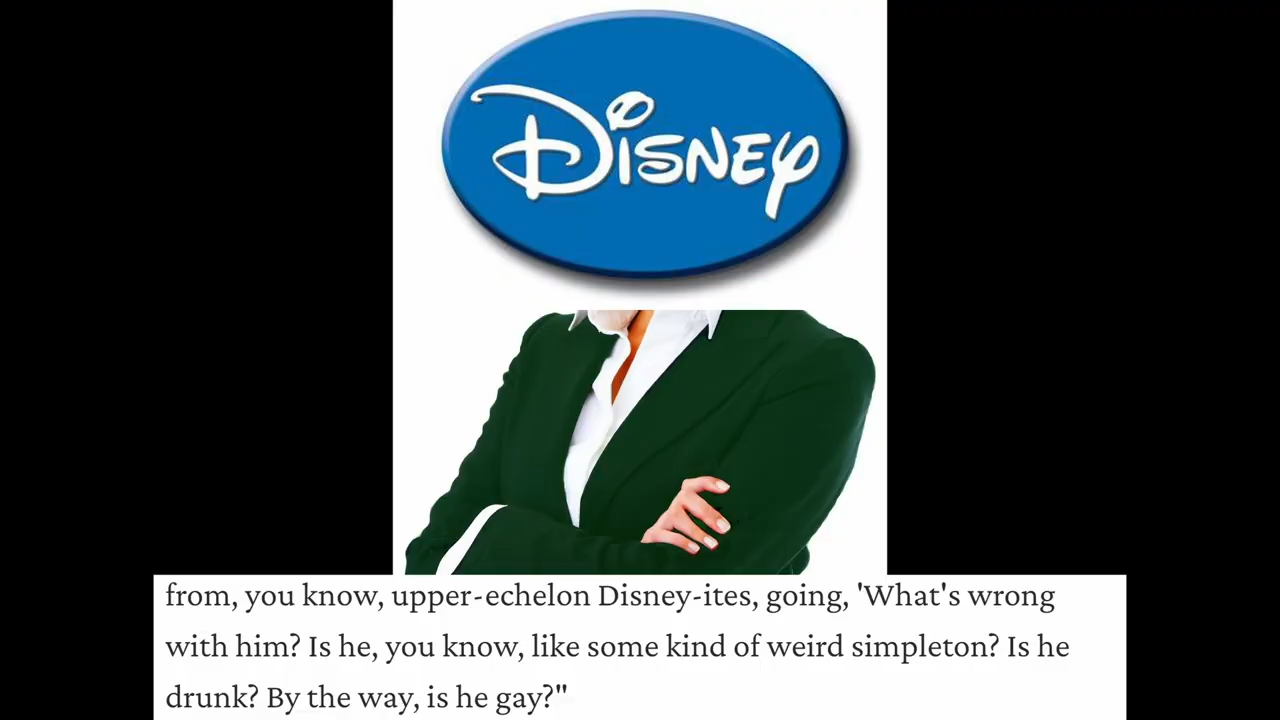 Disney
from, you know, upper-echelon Disney-ites, going, 'What's wrong
with him? Is he, you know, like some kind of weird simpleton? Is he
drunk? By the way, is he gay?"